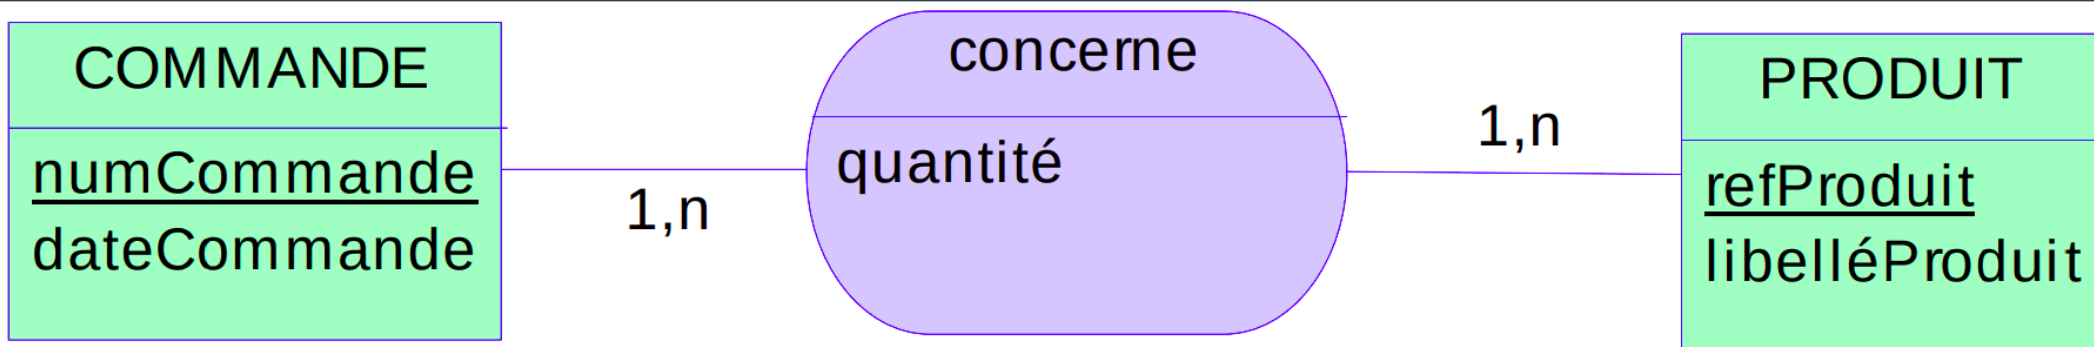 COMMANDE
numCommande
dateCommande
1,n
concerne
quantité
1,n
PRODUIT
refProduit
libelléProduit